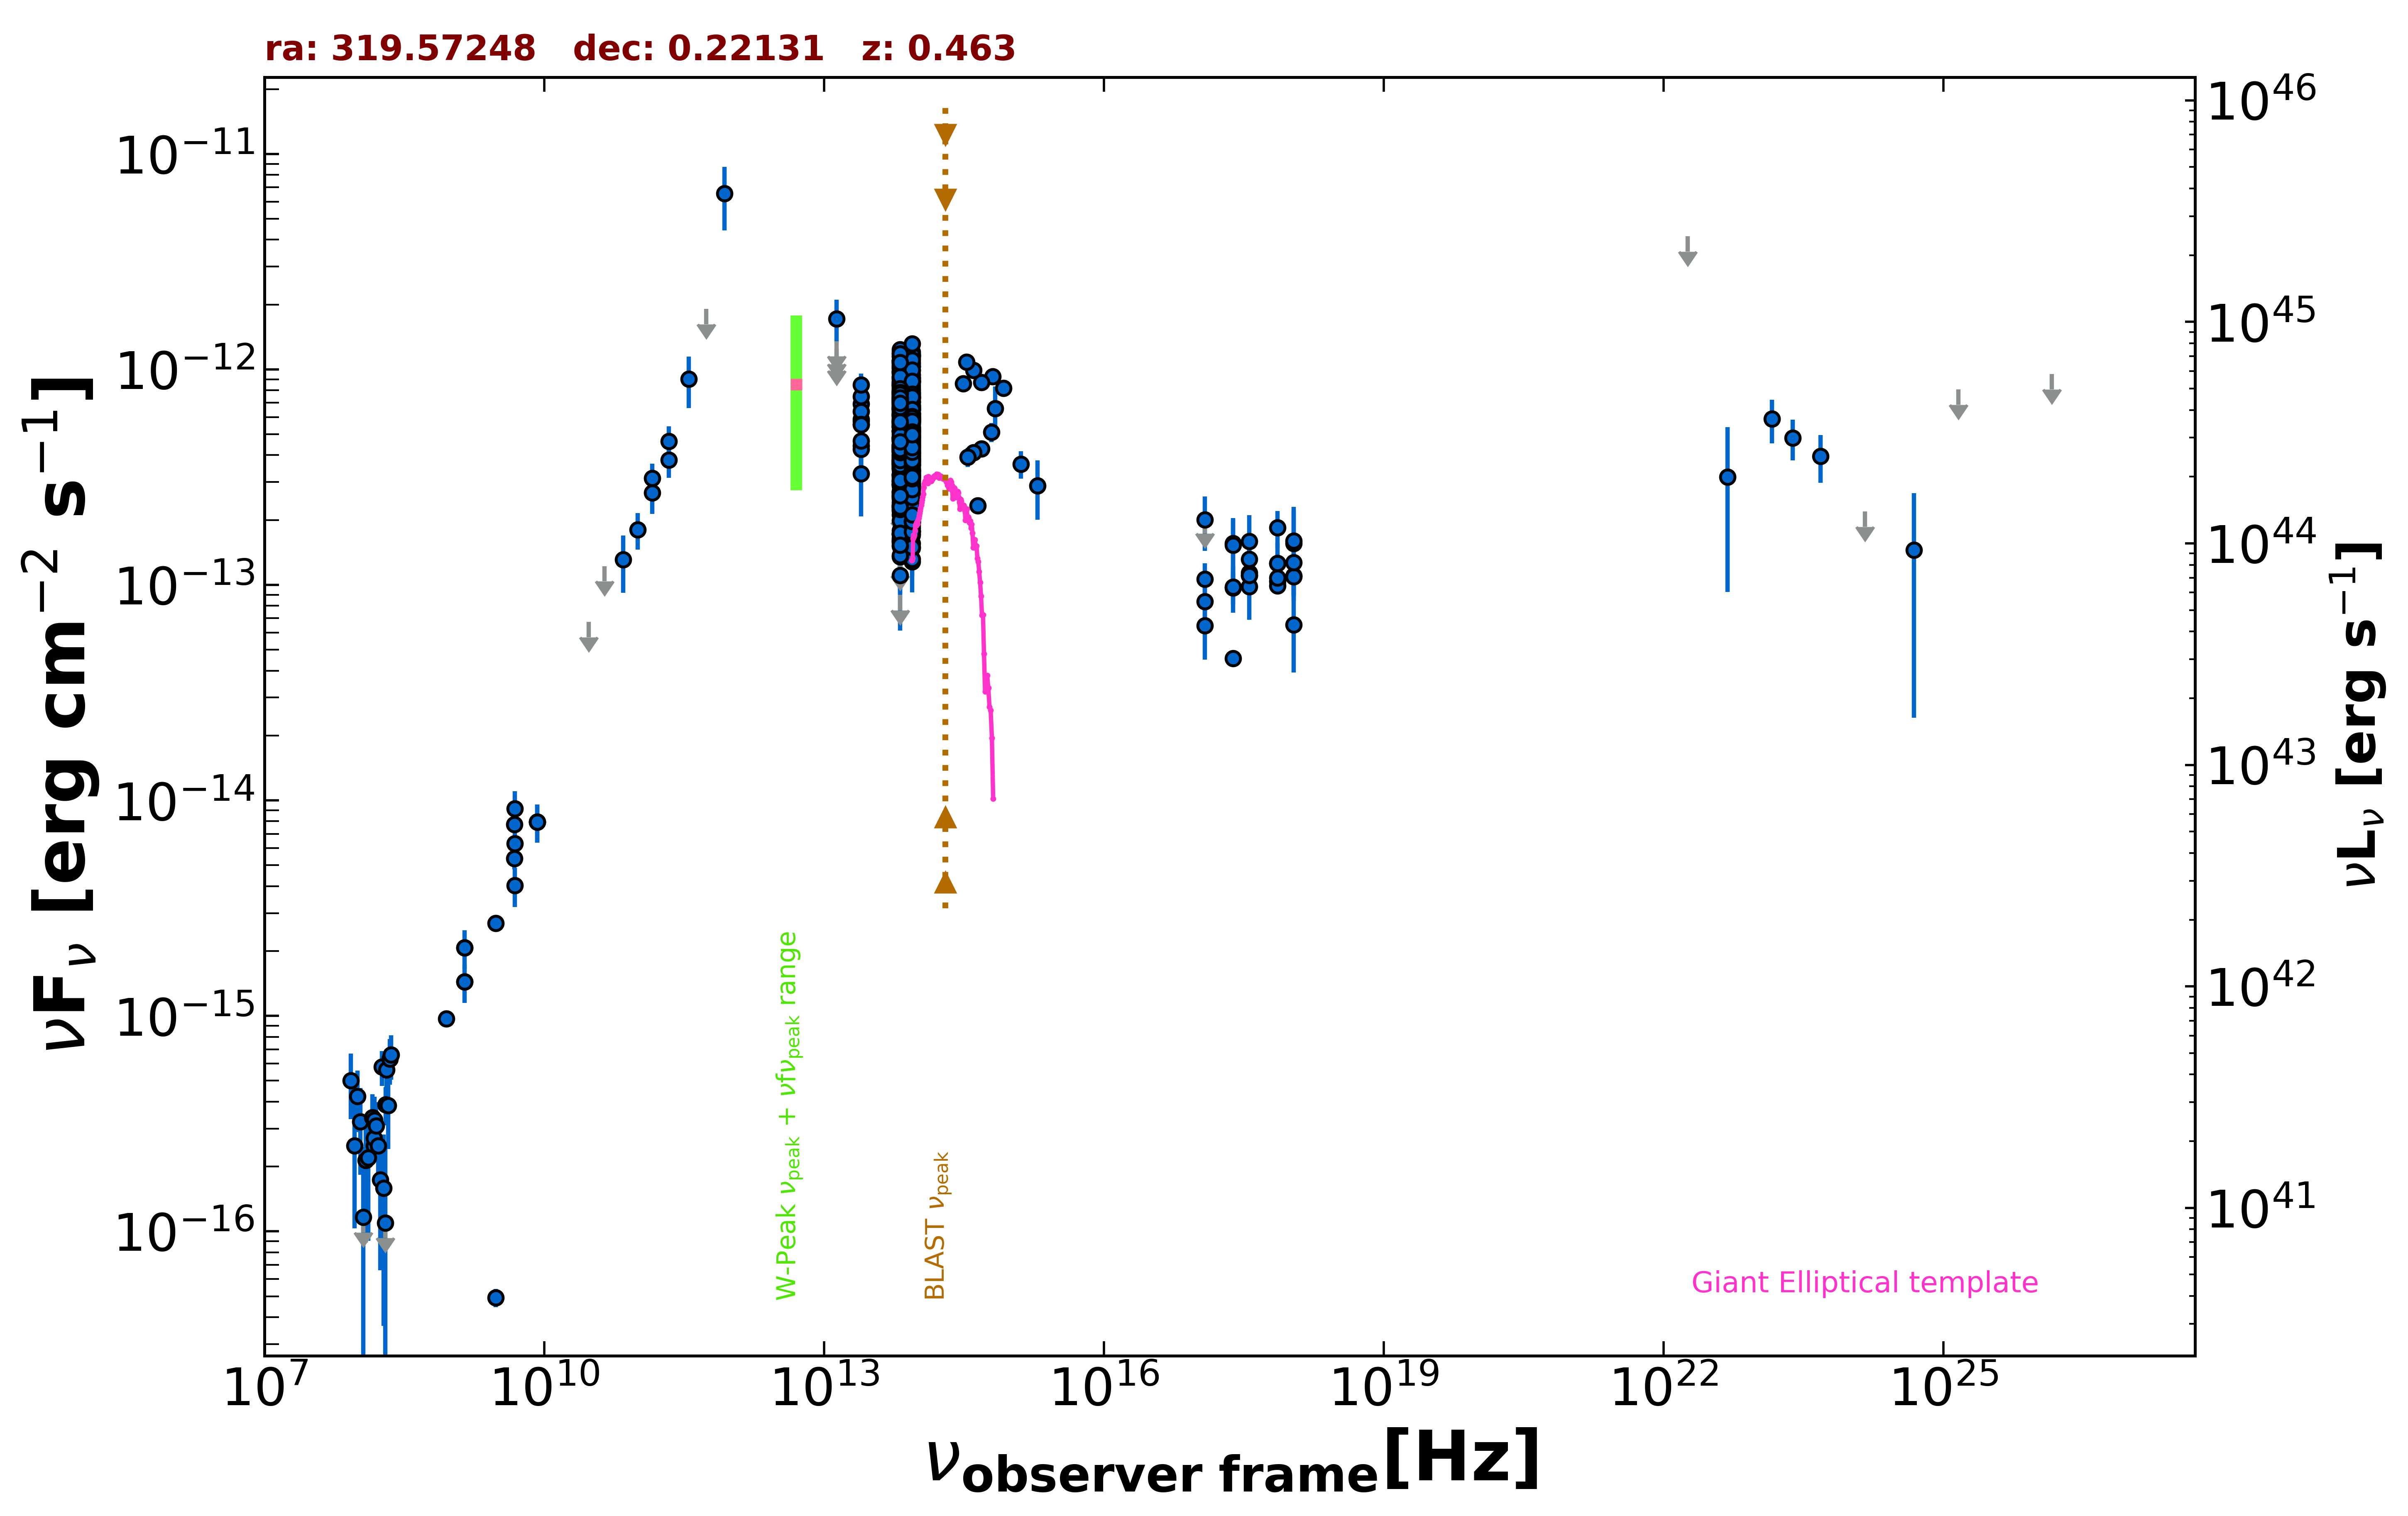 ra: 319.57248   dec: 0.22131   z: 0.463
νF_ν [erg cm⁻² s⁻¹]
10⁻¹¹
10⁻¹²
10⁻¹³
10⁻¹⁴
10⁻¹⁵
10⁻¹⁶
W-Peak ν_peak + νfν_peak range
BLAST ν_peak
Giant Elliptical template
10⁴⁶
10⁴⁵
10⁴⁴
10⁴³
10⁴²
10⁴¹
νL_ν [erg s⁻¹]
10⁷ 10¹⁰ 10¹³ 10¹⁶ 10¹⁹ 10²² 10²⁵
ν_observer frame[Hz]